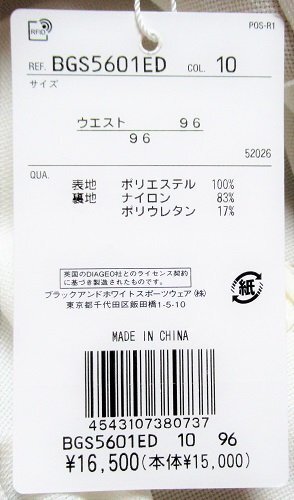 POS-R1
RFID
REF. BGS5601ED COL. 10
サイズ
ウエスト 96
96
52026
QUA.
表地 ポリエステル 100%
裏地 ナイロン 83%
ポリウレタン 17%
英国のDIAGEO社とのライセンス契約
に基づき製造されたものです。
ブラックアンドホワイトスポーツウェア(株)
東京都千代田区飯田橋1-5-10
紙
MADE IN CHINA
4543107380737
BGS5601ED 10 96
¥16,500(本体¥15,000)